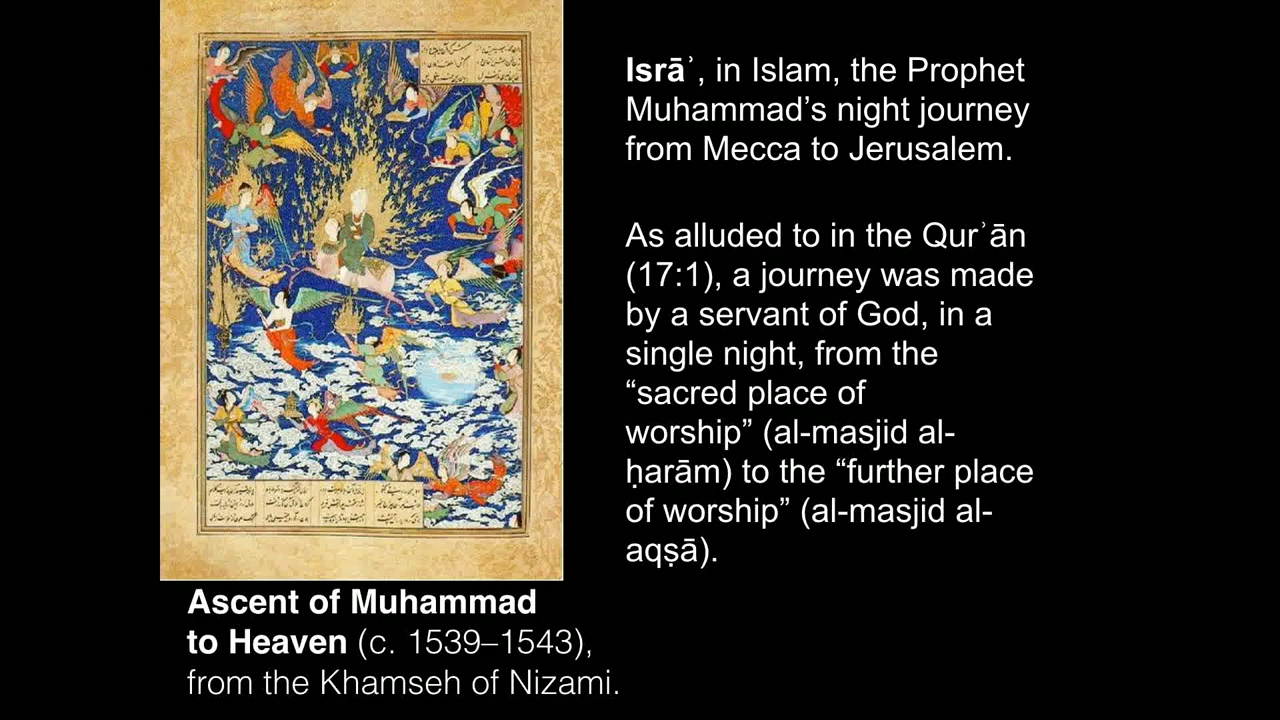 Isrāʾ, in Islam, the Prophet
Muhammad’s night journey
from Mecca to Jerusalem.
As alluded to in the Qurʾān
(17:1), a journey was made
by a servant of God, in a
single night, from the
“sacred place of
worship” (al-masjid al-
ḥarām) to the “further place
of worship” (al-masjid al-
aqṣā).
Ascent of Muhammad
to Heaven (c. 1539–1543),
from the Khamseh of Nizami.